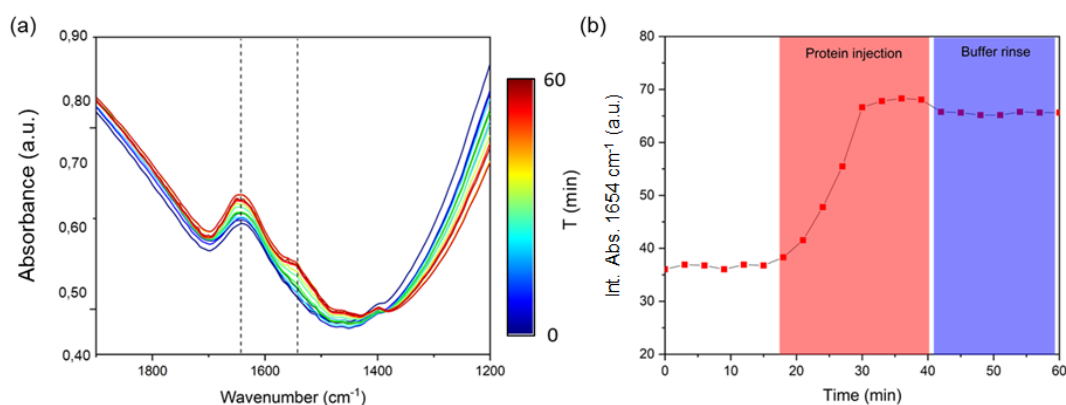 (a)
0,90
0,80
0,70
0,60
0,50
0,40
Absorbance (a.u.)
1800
1600
1400
1200
Wavenumber (cm⁻¹)
60
0
T (min)
(b)
80
70
60
50
40
30
20
Int. Abs. 1654 cm⁻¹ (a.u.)
Protein injection
Buffer rinse
0
10
20
30
40
50
60
Time (min)